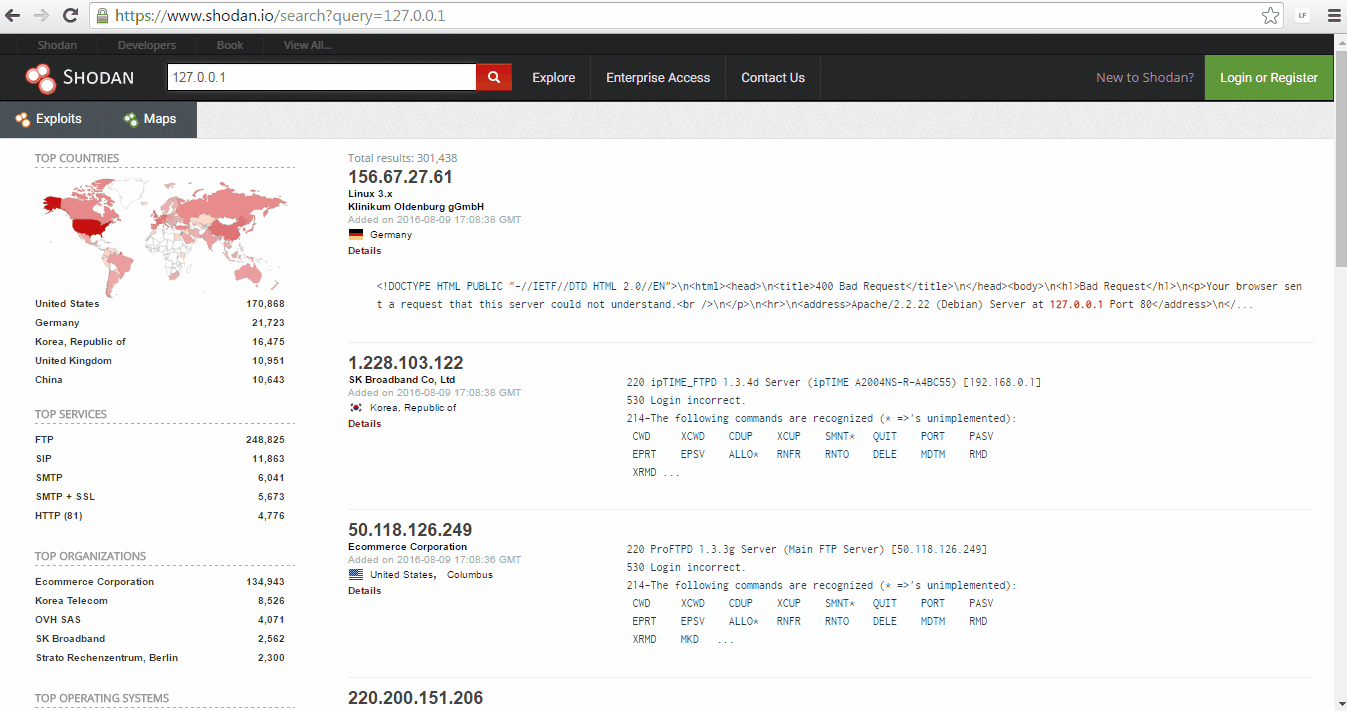 https://www.shodan.io/search?query=127.0.0.1
LF
Shodan Developers Book View All...
SHODAN 127.0.0.1 Explore Enterprise Access Contact Us New to Shodan? Login or Register
Exploits Maps
TOP COUNTRIES
United States 170,868
Germany 21,723
Korea, Republic of 16,475
United Kingdom 10,951
China 10,643
TOP SERVICES
FTP 248,825
SIP 11,863
SMTP 6,041
SMTP + SSL 5,673
HTTP (81) 4,776
TOP ORGANIZATIONS
Ecommerce Corporation 134,943
Korea Telecom 8,526
OVH SAS 4,071
SK Broadband 2,562
Strato Rechenzentrum, Berlin 2,300
TOP OPERATING SYSTEMS
Total results: 301,438
156.67.27.61
Linux 3.x
Klinikum Oldenburg gGmbH
Added on 2016-08-09 17:08:38 GMT
Germany
Details
<!DOCTYPE HTML PUBLIC "-//IETF//DTD HTML 2.0//EN">\n<html><head>\n<title>400 Bad Request</title>\n</head><body>\n<h1>Bad Request</h1>\n<p>Your browser sen
t a request that this server could not understand.<br />\n</p>\n<hr>\n<address>Apache/2.2.22 (Debian) Server at 127.0.0.1 Port 80</address>\n</...
1.228.103.122
SK Broadband Co, Ltd
Added on 2016-08-09 17:08:38 GMT
Korea, Republic of
Details
220 ipTIME_FTPD 1.3.4d Server (ipTIME A2004NS-R-A4BC55) [192.168.0.1]
530 Login incorrect.
214-The following commands are recognized (* =>'s unimplemented):
CWD XCWD CDUP XCUP SMNT* QUIT PORT PASV
EPRT EPSV ALLO* RNFR RNTO DELE MDTM RMD
XRMD ...
50.118.126.249
Ecommerce Corporation
Added on 2016-08-09 17:08:36 GMT
United States, Columbus
Details
220 ProFTPD 1.3.3g Server (Main FTP Server) [50.118.126.249]
530 Login incorrect.
214-The following commands are recognized (* =>'s unimplemented):
CWD XCWD CDUP XCUP SMNT* QUIT PORT PASV
EPRT EPSV ALLO* RNFR RNTO DELE MDTM RMD
XRMD MKD ...
220.200.151.206